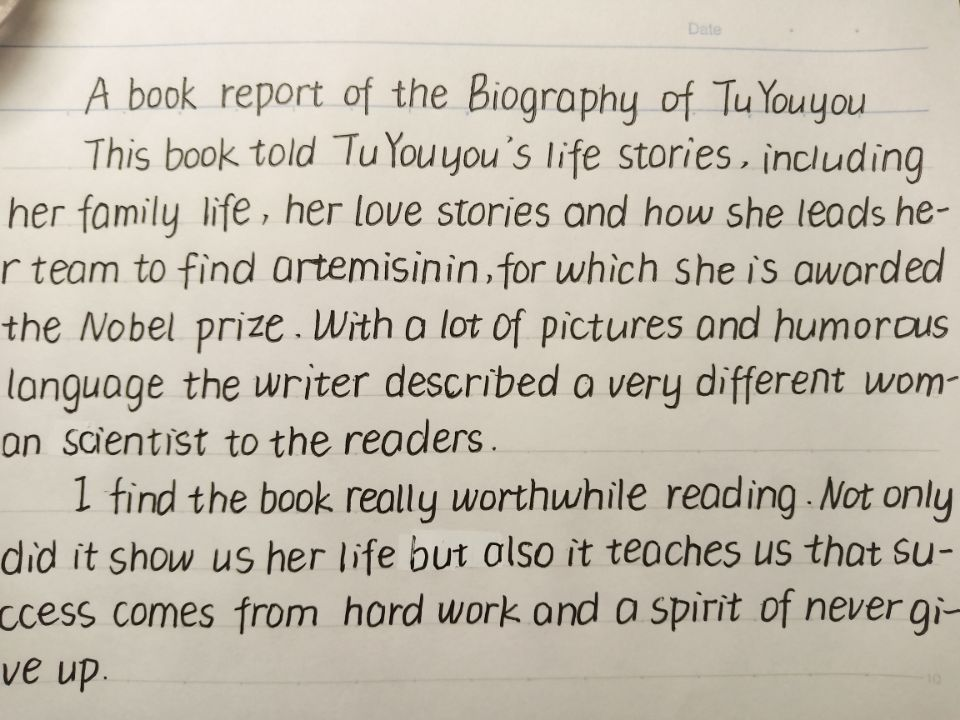 Date
A book report of the Biography of Tu Youyou
This book told Tu Youyou's life stories, including
her family life, her love stories and how she leads he-
r team to find artemisinin, for which she is awarded
the Nobel prize. With a lot of pictures and humorous
language the writer described a very different wom-
an scientist to the readers.
I find the book really worthwhile reading. Not only
did it show us her life but also it teaches us that su-
ccess comes from hard work and a spirit of never gi-
ve up.
10